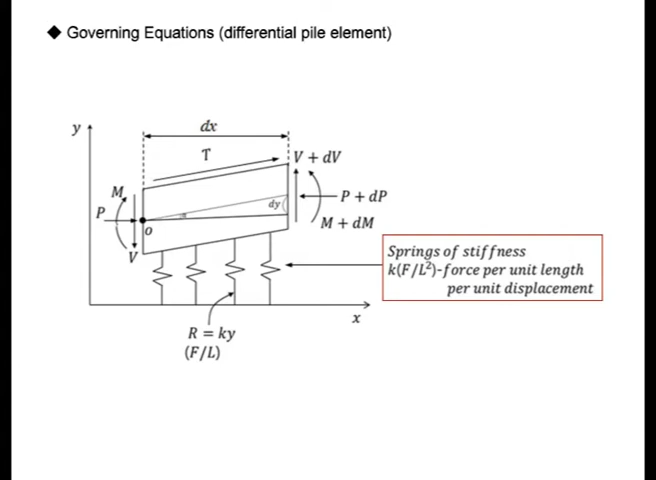 ◆ Governing Equations (differential pile element)
y
dx
T
V + dV
M
P
P + dP
dy
O
M + dM
V
Springs of stiffness
k(F/L²)-force per unit length
per unit displacement
x
R = ky
(F/L)